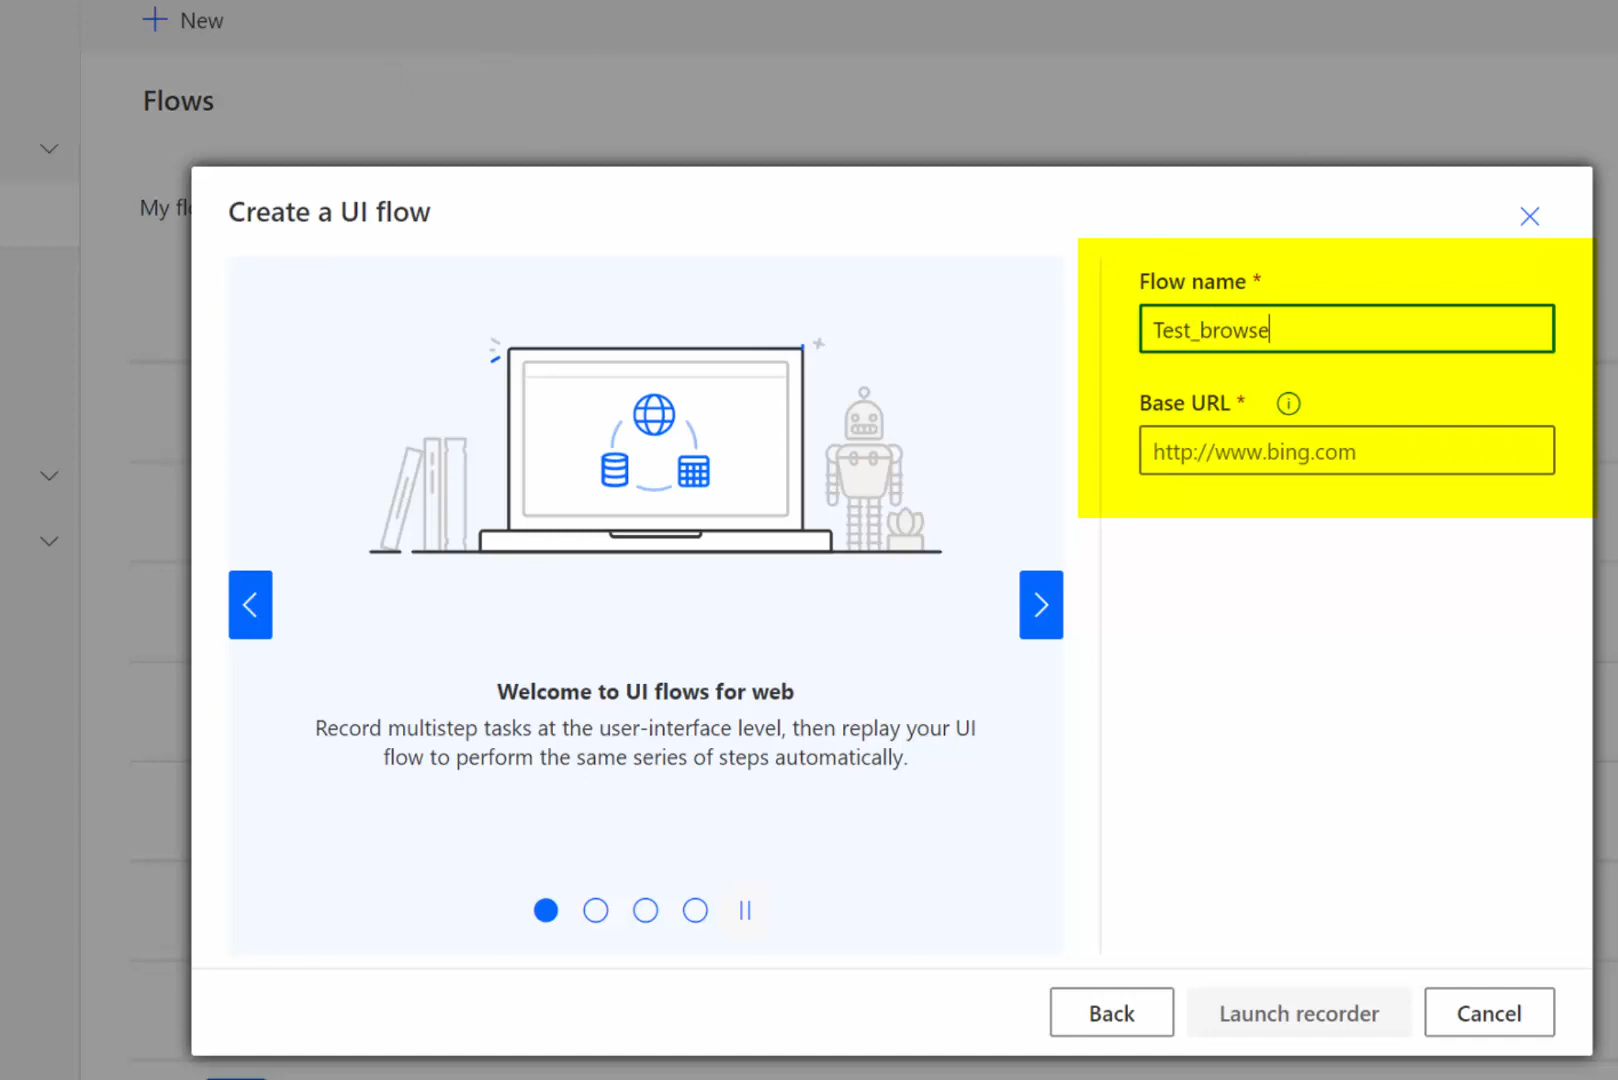 New
Flows
My
Create a UI flow
Flow name *
Test_browse
Base URL *
http://www.bing.com
Welcome to UI flows for web
Record multistep tasks at the user-interface level, then replay your UI
flow to perform the same series of steps automatically.
Back
Launch recorder
Cancel